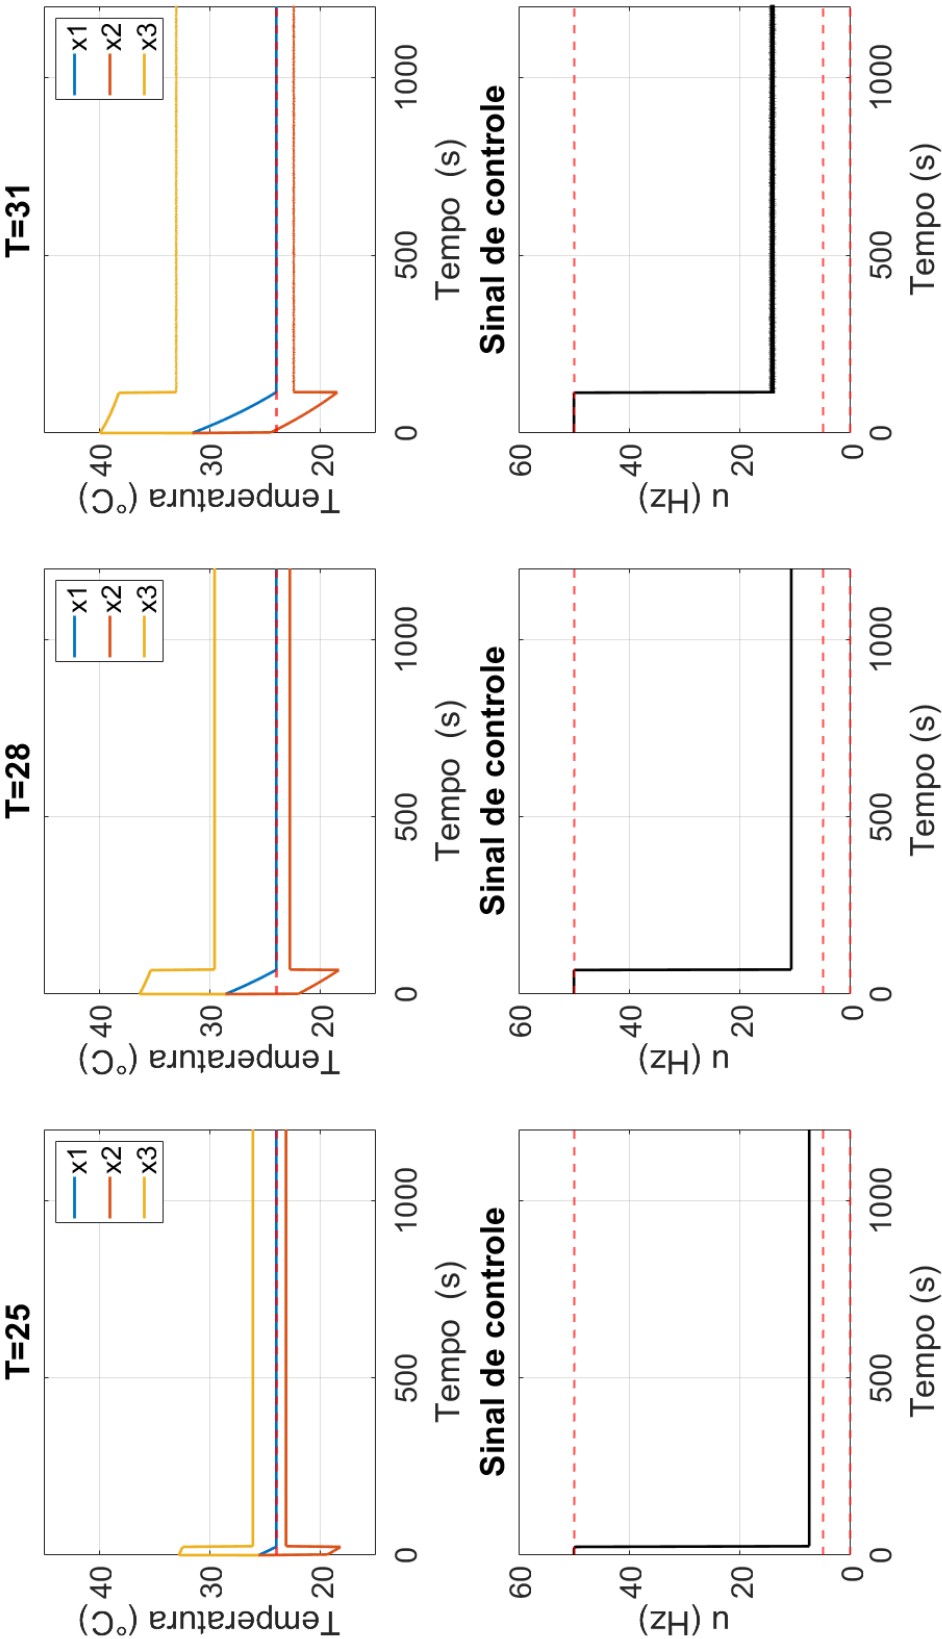 T=25
x1
x2
x3
Temperatura (°C)
40
30
20
0
500
1000
Tempo (s)
Sinal de controle
u (Hz)
60
40
20
0
0
500
1000
Tempo (s)
T=28
x1
x2
x3
Temperatura (°C)
40
30
20
0
500
1000
Tempo (s)
Sinal de controle
u (Hz)
60
40
20
0
0
500
1000
Tempo (s)
T=31
x1
x2
x3
Temperatura (°C)
40
30
20
0
500
1000
Tempo (s)
Sinal de controle
u (Hz)
60
40
20
0
0
500
1000
Tempo (s)